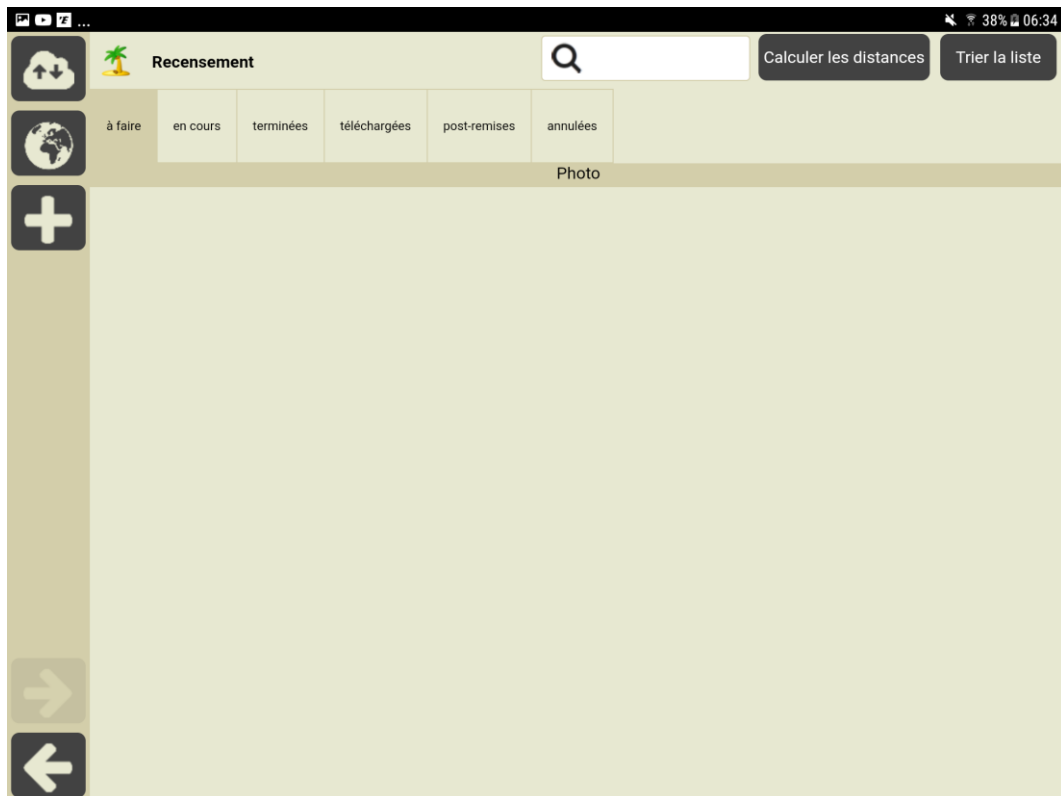 ... 38% 06:34
Recensement Calculer les distances Trier la liste
à faire en cours terminées téléchargées post-remises annulées
Photo